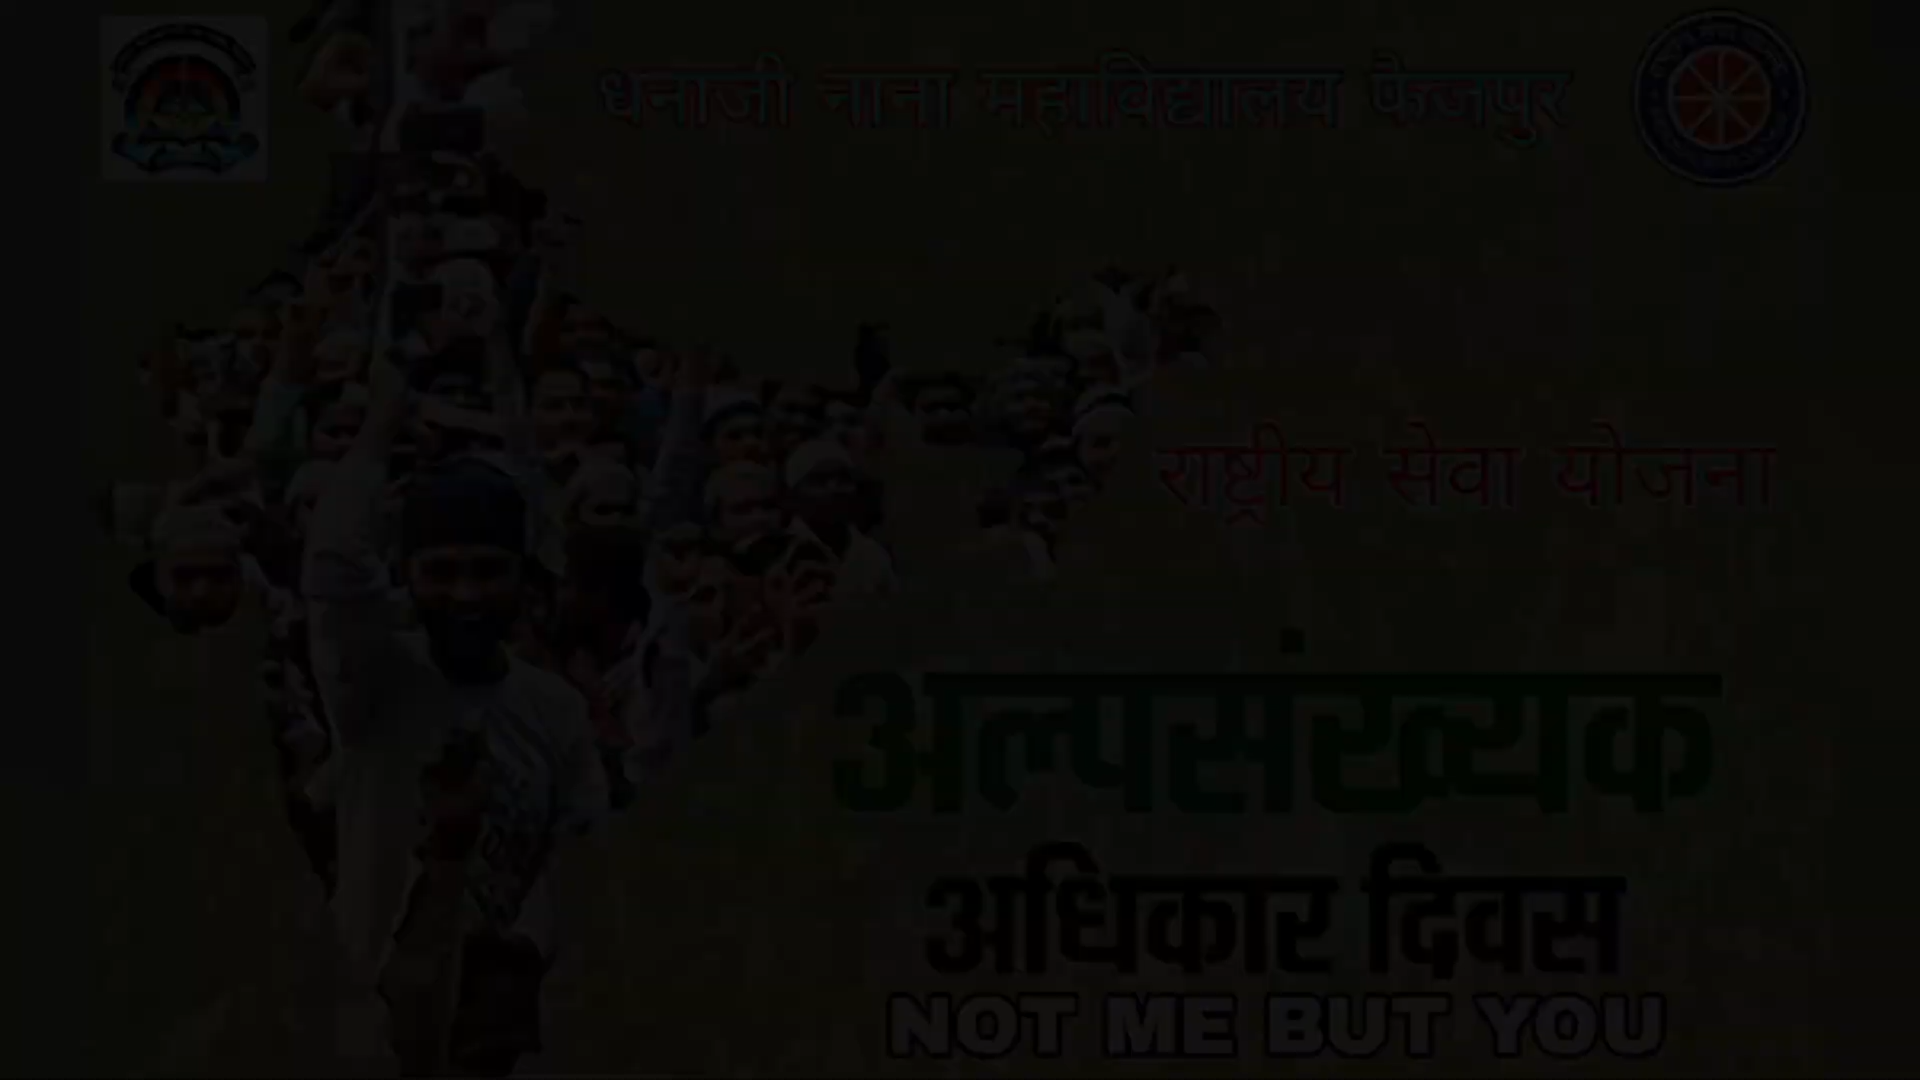 धनाजी नाना महाविद्यालय फैजपुर
राष्ट्रीय सेवा योजना
अल्पसंख्यक
अधिकार दिवस
NOT ME BUT YOU